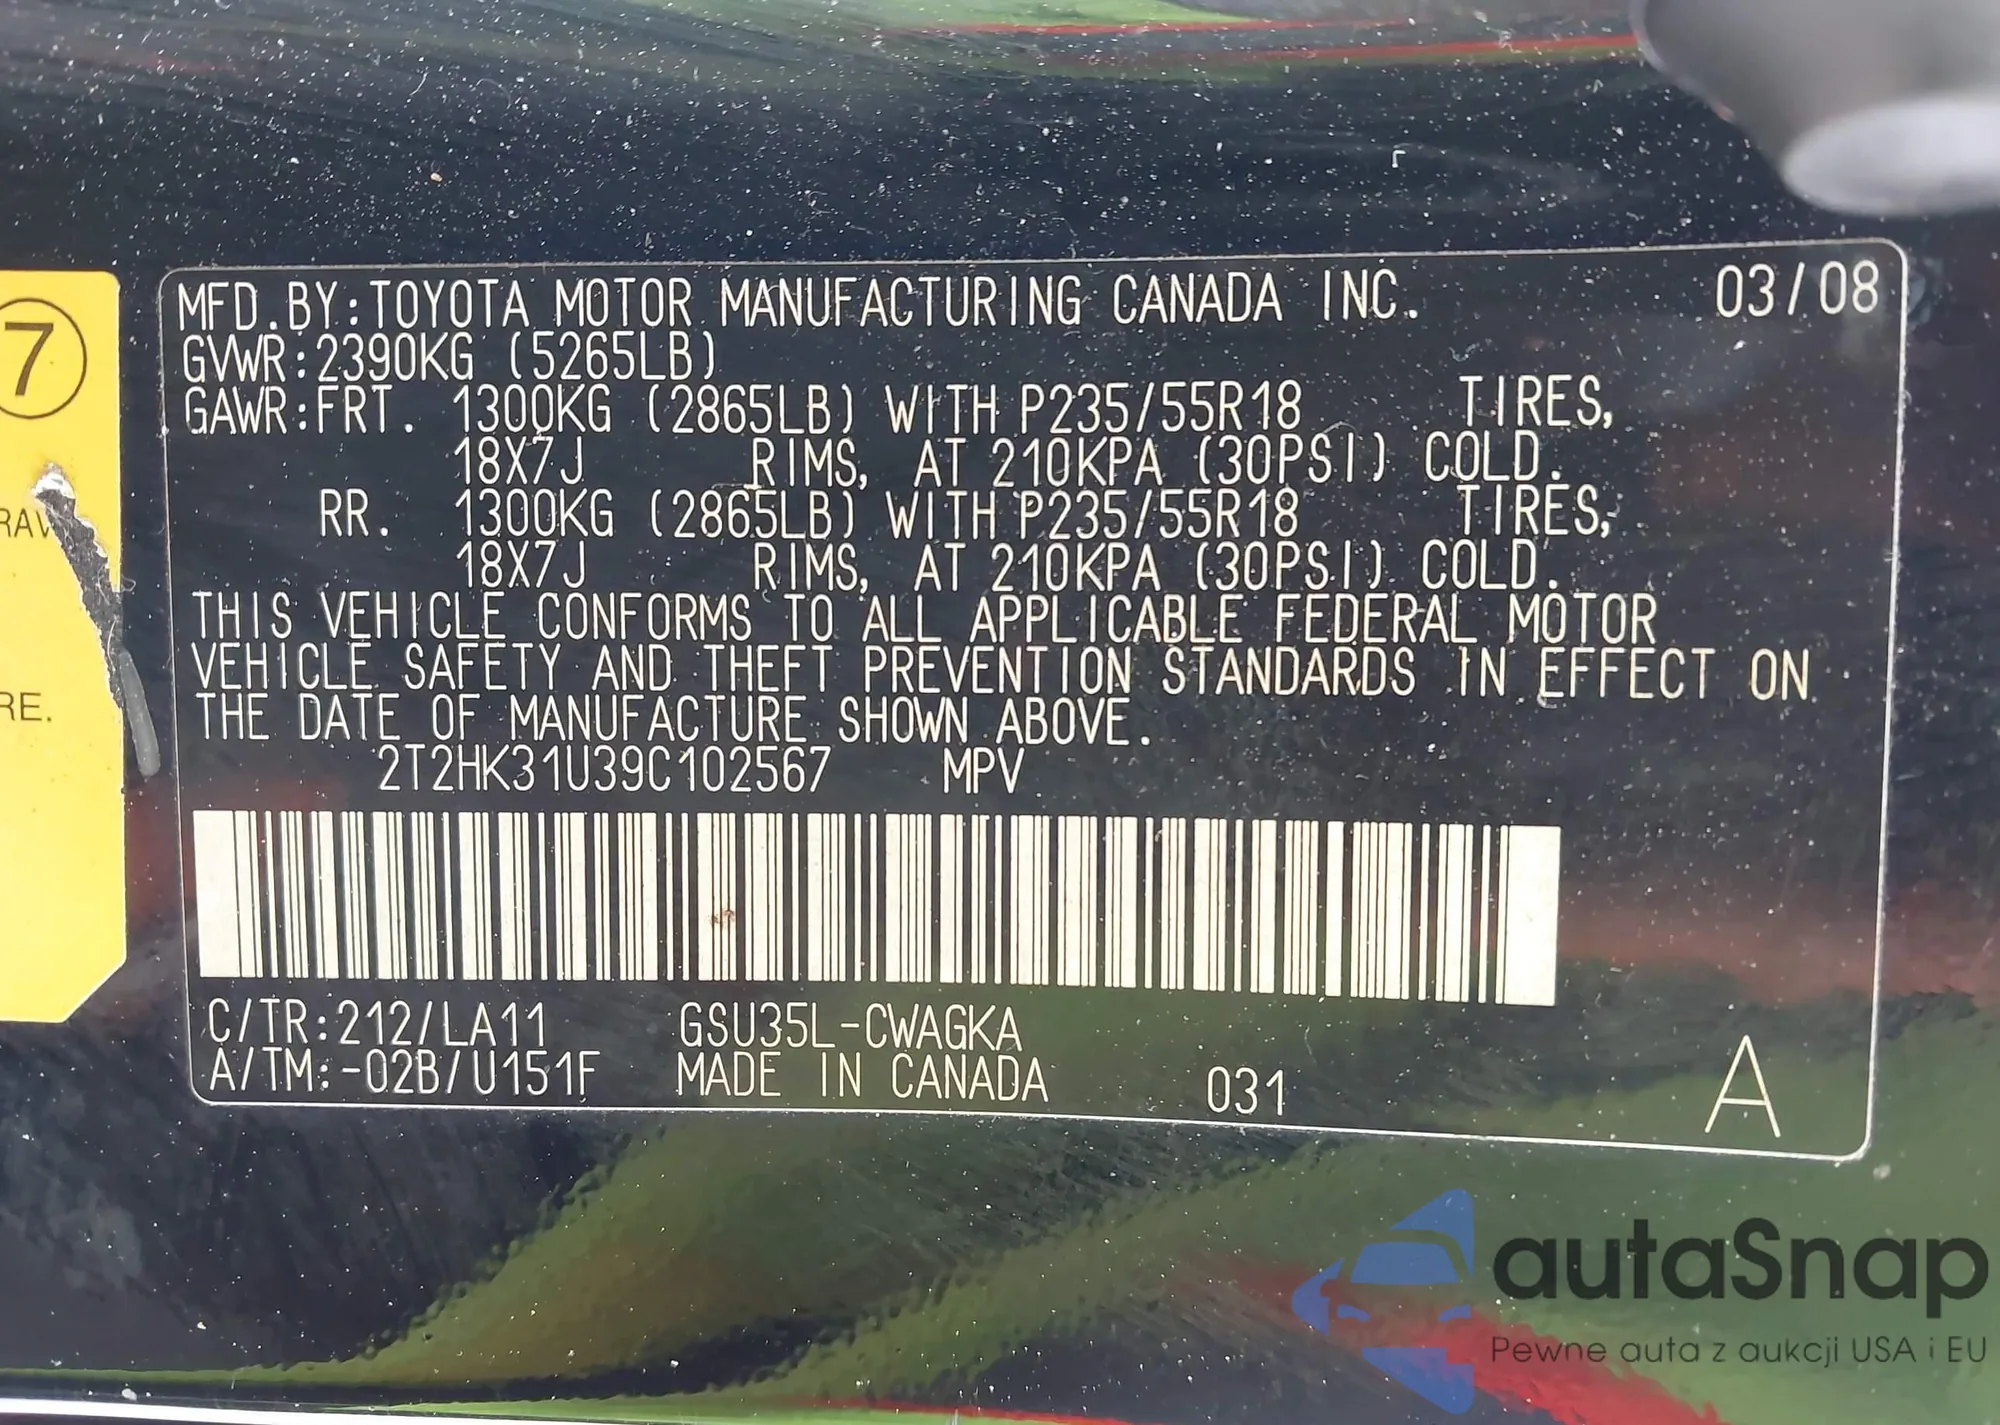 7
RAV
RE.
MFD.BY:TOYOTA MOTOR MANUFACTURING CANADA INC. 03/08
GVWR:2390KG (5265LB)
GAWR:FRT. 1300KG (2865LB) WITH P235/55R18 TIRES,
18X7J RIMS, AT 210KPA (30PSI) COLD.
RR. 1300KG (2865LB) WITH P235/55R18 TIRES,
18X7J RIMS, AT 210KPA (30PSI) COLD.
THIS VEHICLE CONFORMS TO ALL APPLICABLE FEDERAL MOTOR
VEHICLE SAFETY AND THEFT PREVENTION STANDARDS IN EFFECT ON
THE DATE OF MANUFACTURE SHOWN ABOVE.
2T2HK31U39C102567 MPV
C/TR:212/LA11 GSU35L-CWAGKA
A/TM:-02B/U151F MADE IN CANADA 031 A
autaSnap
Pewne auta z aukcji USA i EU